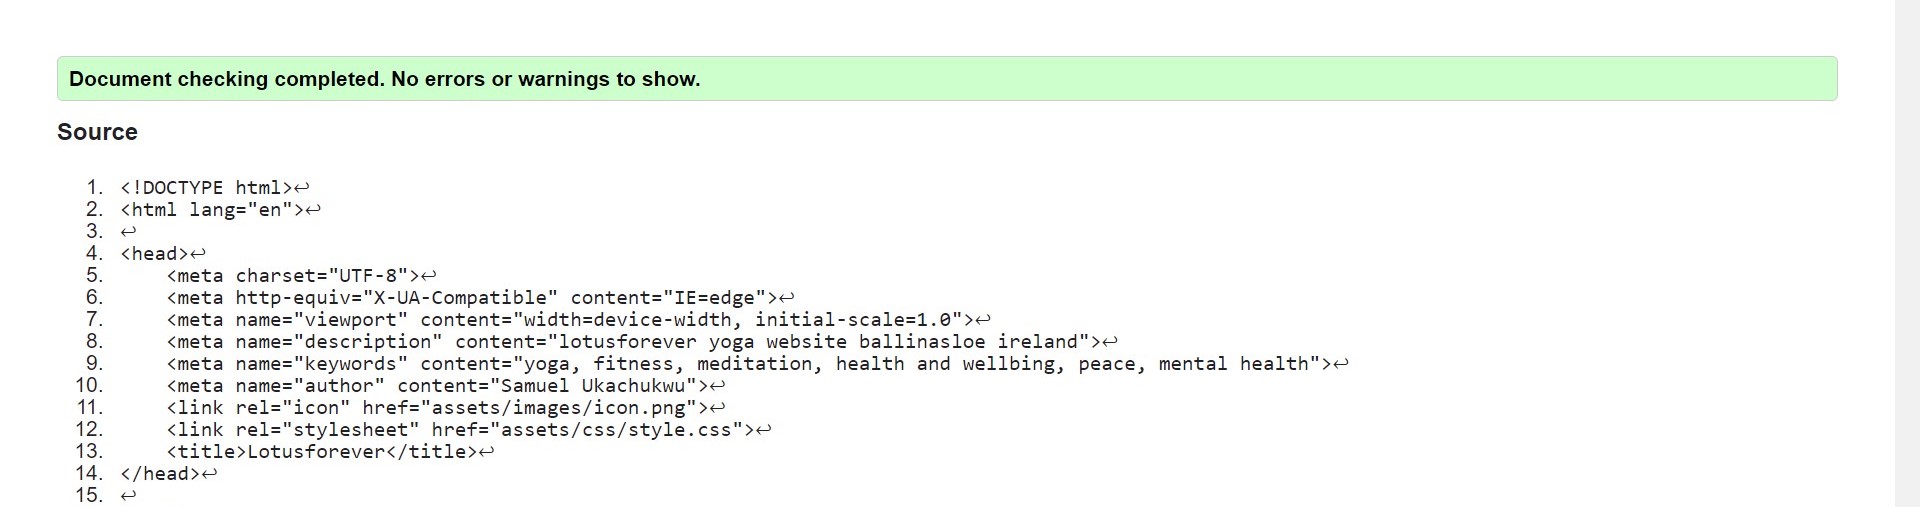 Document checking completed. No errors or warnings to show.
Source
1. <!DOCTYPE html>↩
2. <html lang="en">↩
3. ↩
4. <head>↩
5.     <meta charset="UTF-8">↩
6.     <meta http-equiv="X-UA-Compatible" content="IE=edge">↩
7.     <meta name="viewport" content="width=device-width, initial-scale=1.0">↩
8.     <meta name="description" content="lotusforever yoga website ballinasloe ireland">↩
9.     <meta name="keywords" content="yoga, fitness, meditation, health and wellbing, peace, mental health">↩
10.     <meta name="author" content="Samuel Ukachukwu">↩
11.     <link rel="icon" href="assets/images/icon.png">↩
12.     <link rel="stylesheet" href="assets/css/style.css">↩
13.     <title>Lotusforever</title>↩
14. </head>↩
15. ↩